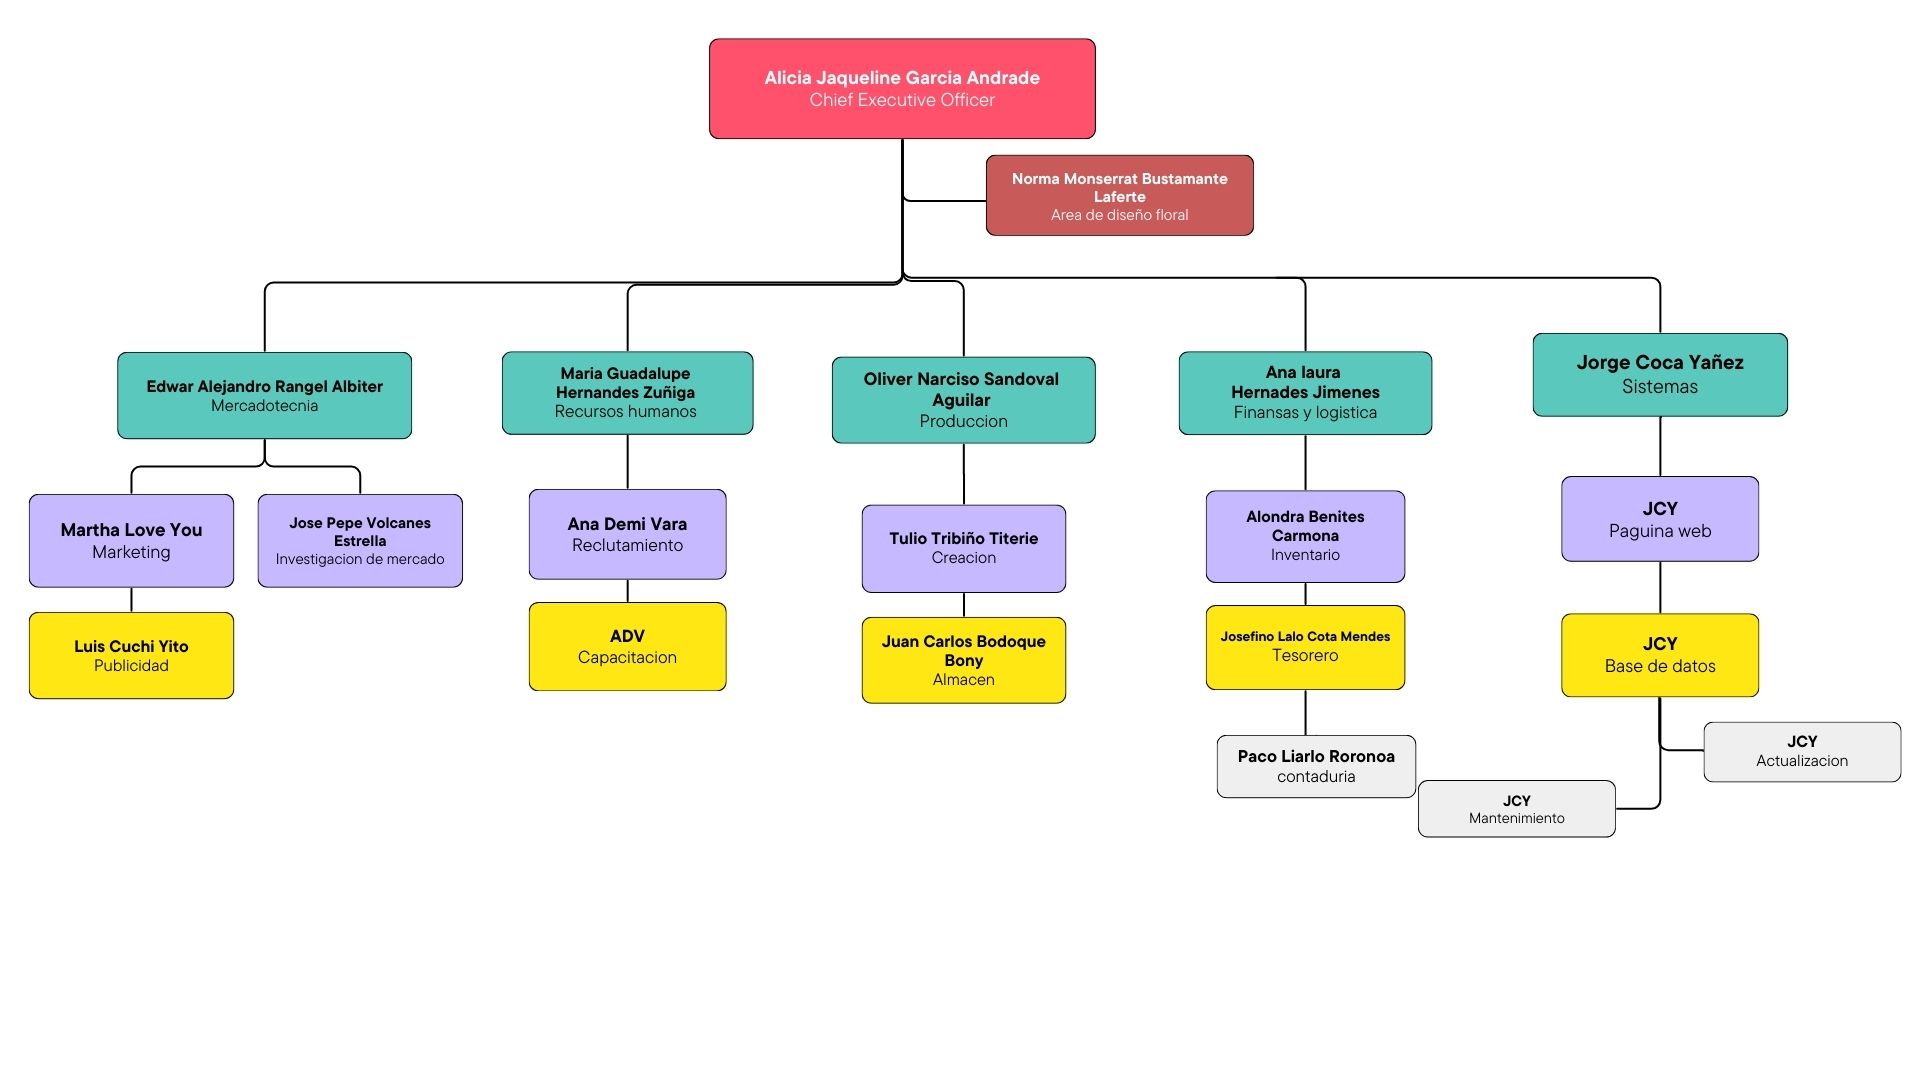 Alicia Jaqueline Garcia Andrade
Chief Executive Officer
Norma Monserrat Bustamante
Laferte
Area de diseño floral
Edwar Alejandro Rangel Albiter
Mercadotecnia
Maria Guadalupe
Hernandes Zuñiga
Recursos humanos
Oliver Narciso Sandoval
Aguilar
Produccion
Ana laura
Hernades Jimenes
Finansas y logistica
Jorge Coca Yañez
Sistemas
Martha Love You
Marketing
Jose Pepe Volcanes
Estrella
Investigacion de mercado
Ana Demi Vara
Reclutamiento
Tulio Tribiño Titerie
Creacion
Alondra Benites
Carmona
Inventario
JCY
Paguina web
Luis Cuchi Yito
Publicidad
ADV
Capacitacion
Juan Carlos Bodoque
Bony
Almacen
Josefino Lalo Cota Mendes
Tesorero
JCY
Base de datos
Paco Liarlo Roronoa
contaduria
JCY
Actualizacion
JCY
Mantenimiento